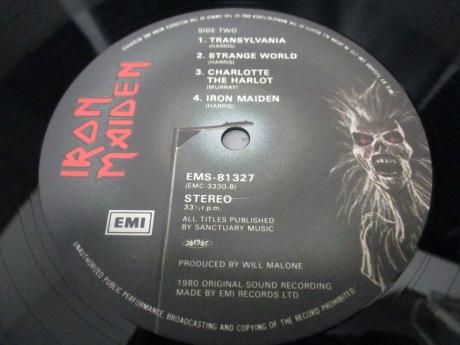 SIDE TWO
1. TRANSYLVANIA
(HARRIS)
2. STRANGE WORLD
(HARRIS)
3. CHARLOTTE
THE HARLOT
(MURRAY)
4. IRON MAIDEN
(HARRIS)
IRON
MAIDEN
EMS-81327
(EMC-3330-B)
STEREO
33⅓ r.p.m.
ALL TITLES PUBLISHED
BY SANCTUARY MUSIC
EMI
PRODUCED BY WILL MALONE
1980 ORIGINAL SOUND RECORDING
MADE BY EMI RECORDS LTD
UNAUTHORIZED PUBLIC PERFORMANCE, BROADCASTING AND COPYING OF THE RECORD PROHIBITED